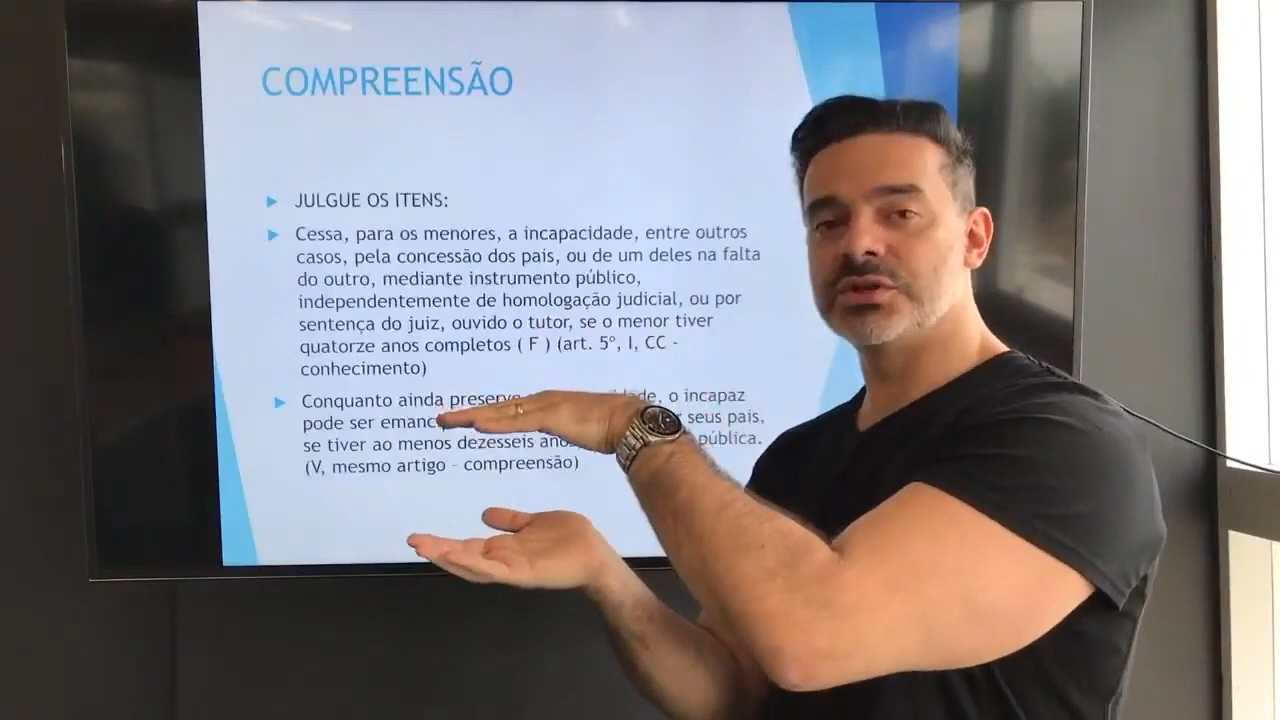 COMPREENSÃO
JULGUE OS ITENS:
Cessa, para os menores, a incapacidade, entre outros
casos, pela concessão dos pais, ou de um deles na falta
do outro, mediante instrumento público,
independentemente de homologação judicial, ou por
sentença do juiz, ouvido o tutor, se o menor tiver
quatorze anos completos ( F ) (art. 5º, I, CC -
conhecimento)
Conquanto ainda o incapaz
pode ser seus pais,
se tiver ao menos dezesseis pública.
(V, mesmo artigo – compreensão)